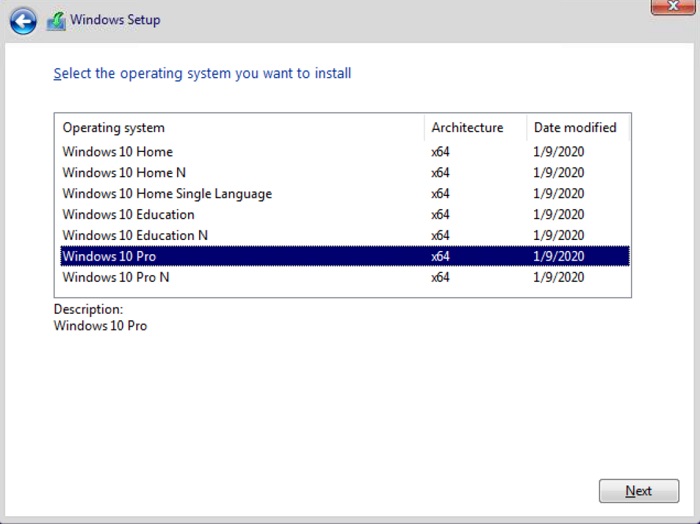 Windows Setup
Select the operating system you want to install
Operating system Architecture Date modified
Windows 10 Home x64 1/9/2020
Windows 10 Home N x64 1/9/2020
Windows 10 Home Single Language x64 1/9/2020
Windows 10 Education x64 1/9/2020
Windows 10 Education N x64 1/9/2020
Windows 10 Pro x64 1/9/2020
Windows 10 Pro N x64 1/9/2020
Description:
Windows 10 Pro
Next